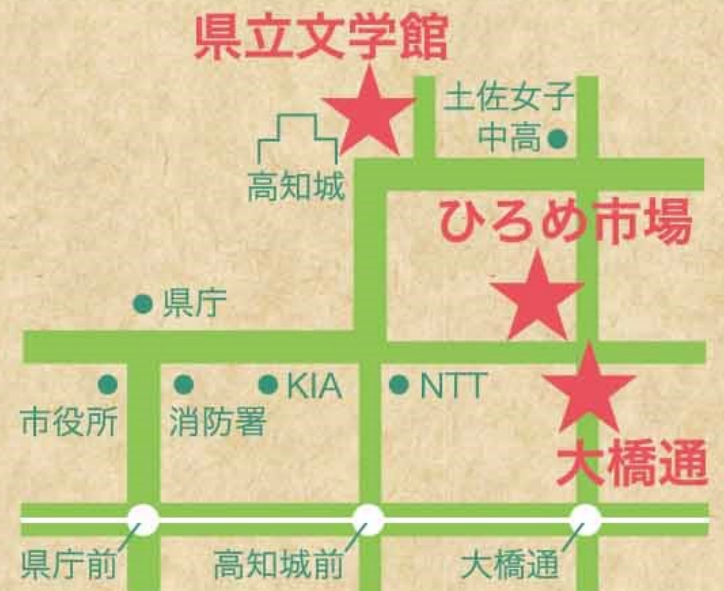 県立文学館
土佐女子
中高
高知城
ひろめ市場
県庁
KIA
NTT
市役所
消防署
大橋通
県庁前
高知城前
大橋通